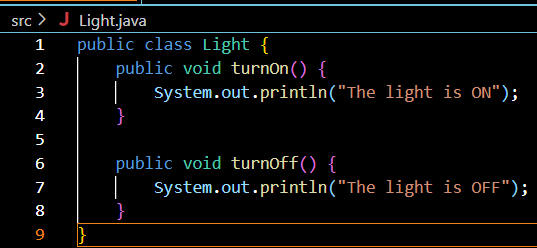 src > J Light.java
1 public class Light {
2     public void turnOn() {
3         System.out.println("The light is ON");
4     }
5
6     public void turnOff() {
7         System.out.println("The light is OFF");
8     }
9 }